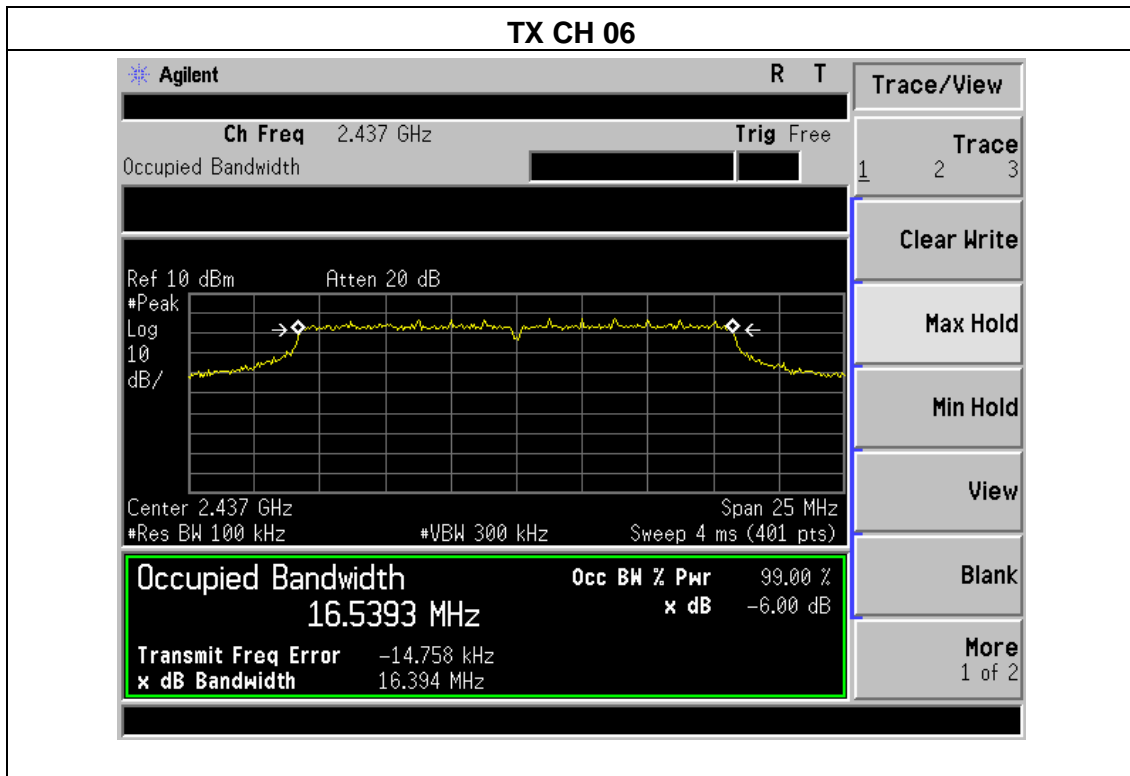 TX CH 06
Agilent R T
Trace/View
Ch Freq 2.437 GHz Trig Free
Occupied Bandwidth
Trace
1 2 3
Clear Write
Ref 10 dBm Atten 20 dB
#Peak
Log
10
dB/
Max Hold
Min Hold
View
Center 2.437 GHz Span 25 MHz
#Res BW 100 kHz #VBW 300 kHz Sweep 4 ms (401 pts)
Occupied Bandwidth Occ BW % Pwr 99.00 %
16.5393 MHz x dB -6.00 dB
Blank
Transmit Freq Error -14.758 kHz
x dB Bandwidth 16.394 MHz
More
1 of 2